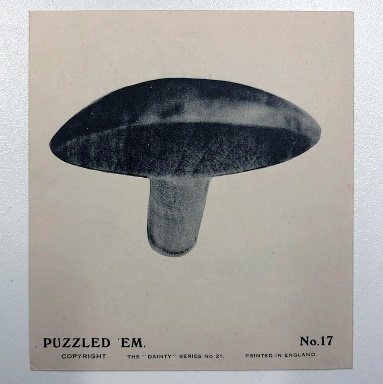 PUZZLED 'EM. No.17
COPYRIGHT. THE "DAINTY" SERIES No. 21. PRINTED IN ENGLAND.